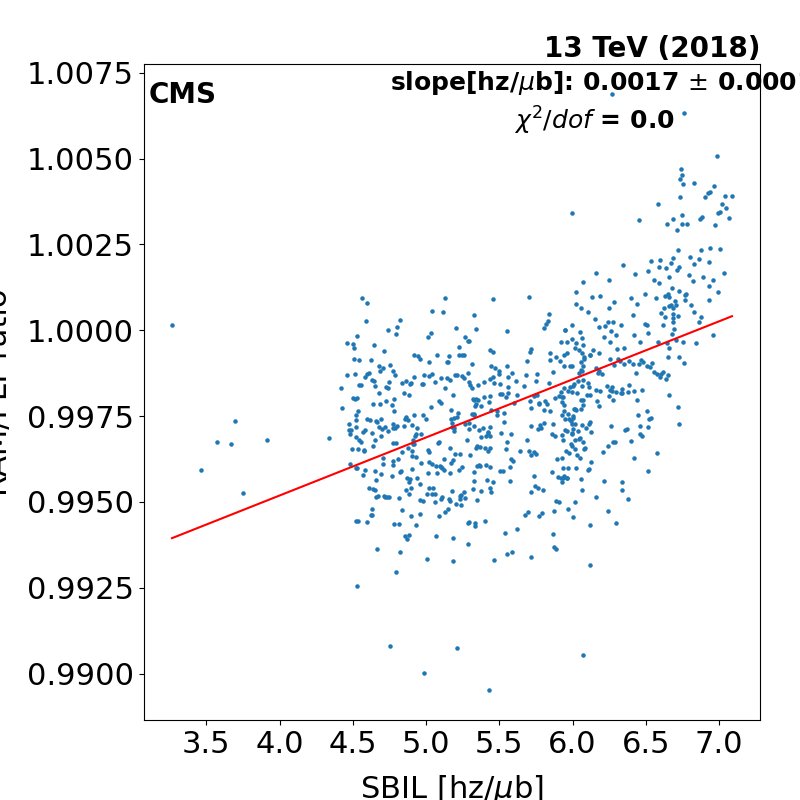 13 TeV (2018)
CMS
slope[hz/μb]: 0.0017 ± 0.000
χ²/dof = 0.0
1.0075
1.0050
1.0025
1.0000
0.9975
0.9950
0.9925
0.9900
3.5 4.0 4.5 5.0 5.5 6.0 6.5 7.0
SBIL [hz/μb]